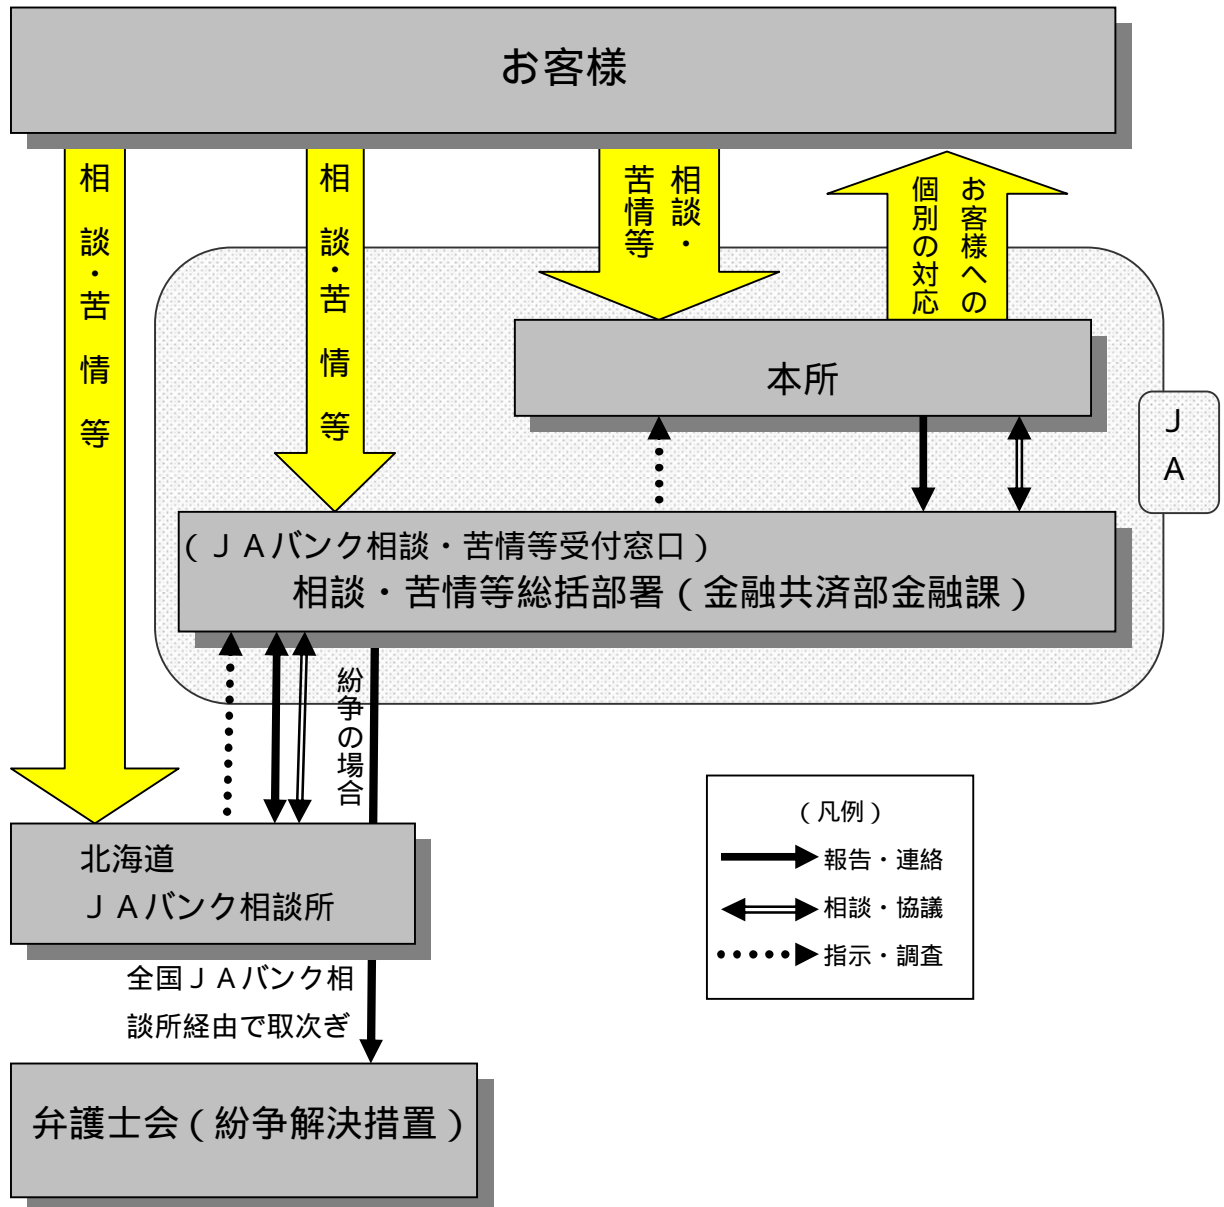 お客様
相談・苦情等
相談・苦情等
相談・
苦情等
お客様への
個別の対応
本所
ＪＡ
（ＪＡバンク相談・苦情等受付窓口）
相談・苦情等総括部署（金融共済部金融課）
紛争の場合
北海道
ＪＡバンク相談所
（凡例）
報告・連絡
相談・協議
指示・調査
全国ＪＡバンク相
談所経由で取次ぎ
弁護士会（紛争解決措置）